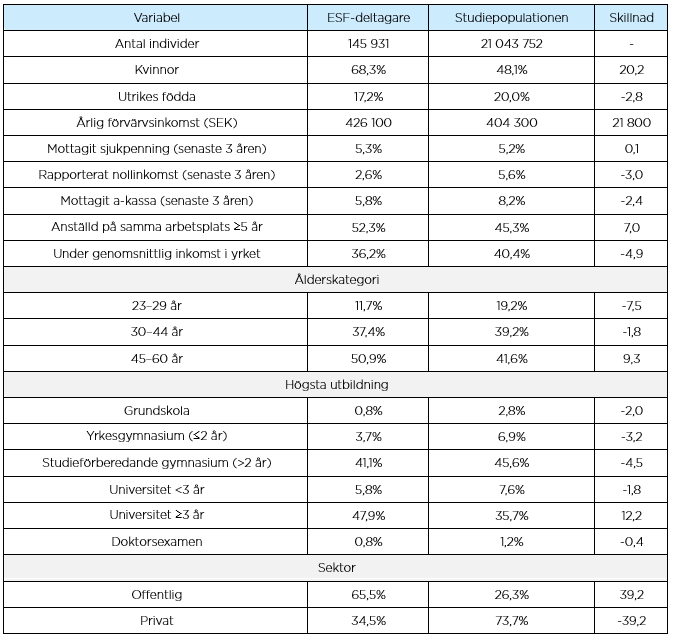 Variabel ESF-deltagare Studiepopulationen Skillnad
Antal individer 145 931 21 043 752 -
Kvinnor 68,3% 48,1% 20,2
Utrikes födda 17,2% 20,0% -2,8
Årlig förvärvsinkomst (SEK) 426 100 404 300 21 800
Mottagit sjukpenning (senaste 3 åren) 5,3% 5,2% 0,1
Rapporterat nollinkomst (senaste 3 åren) 2,6% 5,6% -3,0
Mottagit a-kassa (senaste 3 åren) 5,8% 8,2% -2,4
Anställd på samma arbetsplats ≥5 år 52,3% 45,3% 7,0
Under genomsnittlig inkomst i yrket 36,2% 40,4% -4,9
Ålderskategori
23–29 år 11,7% 19,2% -7,5
30–44 år 37,4% 39,2% -1,8
45–60 år 50,9% 41,6% 9,3
Högsta utbildning
Grundskola 0,8% 2,8% -2,0
Yrkesgymnasium (≤2 år) 3,7% 6,9% -3,2
Studieförberedande gymnasium (>2 år) 41,1% 45,6% -4,5
Universitet <3 år 5,8% 7,6% -1,8
Universitet ≥3 år 47,9% 35,7% 12,2
Doktorsexamen 0,8% 1,2% -0,4
Sektor
Offentlig 65,5% 26,3% 39,2
Privat 34,5% 73,7% -39,2